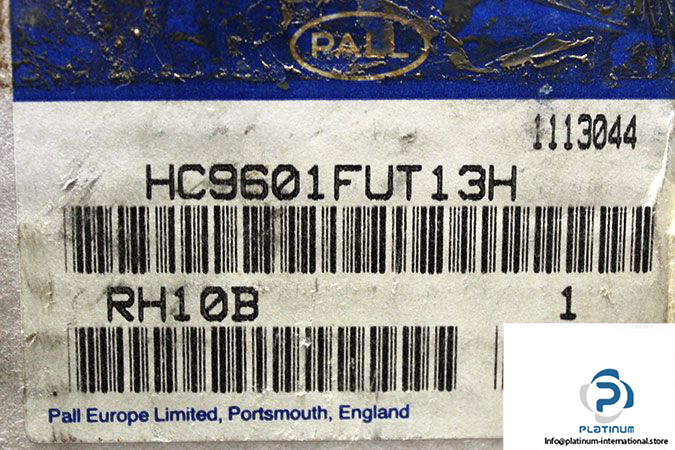 PALL
1113044
HC9601FUT13H
RH10B 1
Pall Europe Limited, Portsmouth, England
PLATINUM
Info@platinum-international.store